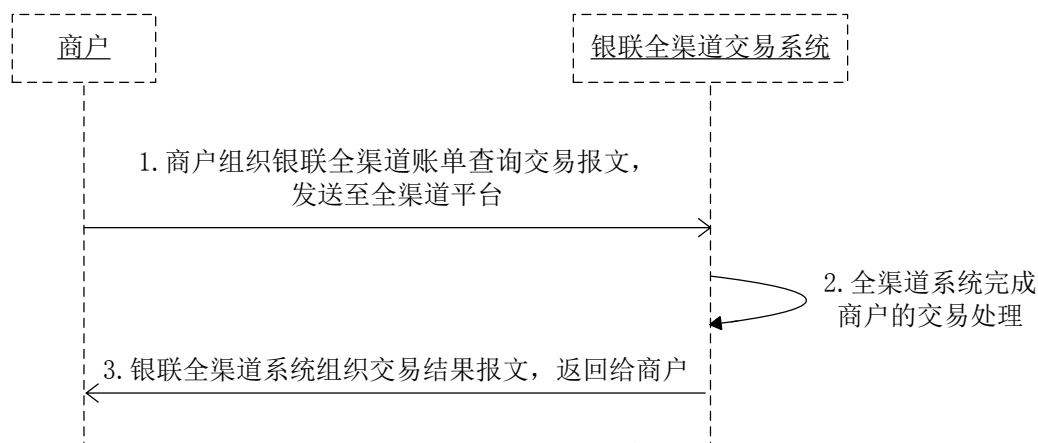 商户
银联全渠道交易系统
1.商户组织银联全渠道账单查询交易报文，
发送至全渠道平台
2.全渠道系统完成
商户的交易处理
3.银联全渠道系统组织交易结果报文，返回给商户